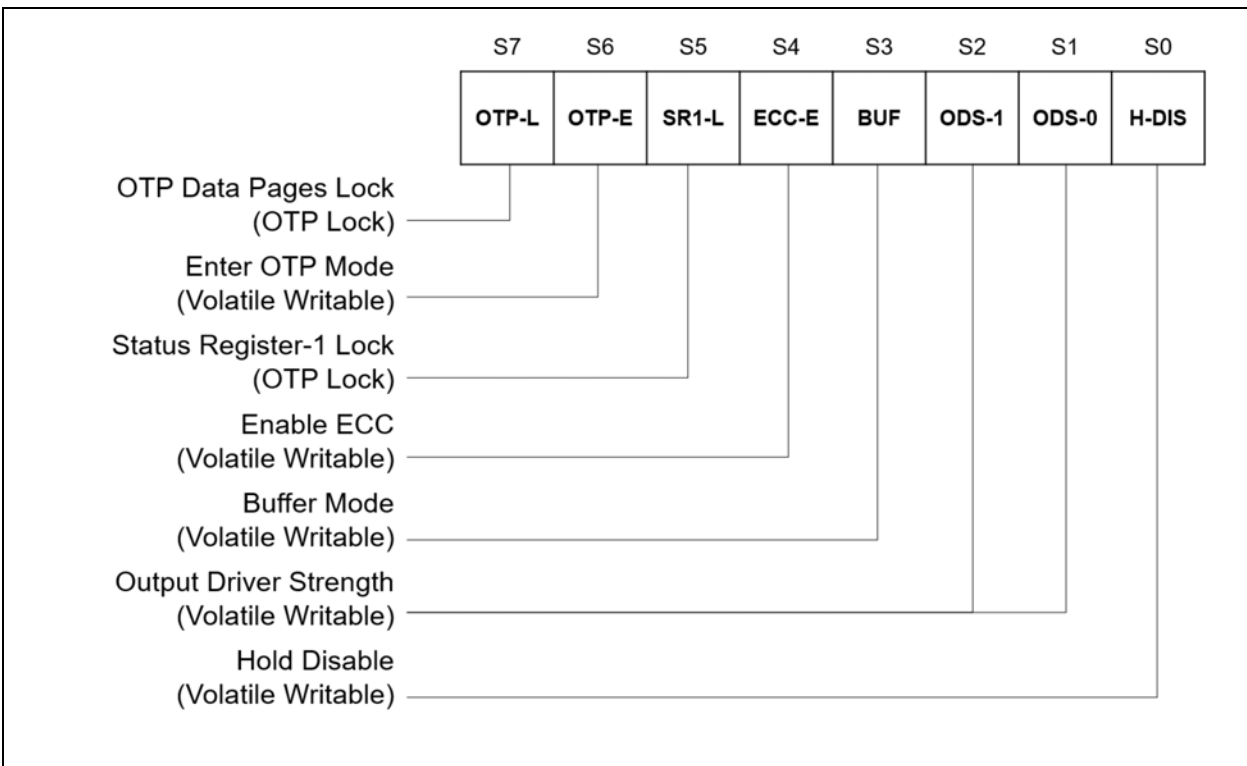 S7 S6 S5 S4 S3 S2 S1 S0
OTP-L OTP-E SR1-L ECC-E BUF ODS-1 ODS-0 H-DIS
OTP Data Pages Lock
(OTP Lock)
Enter OTP Mode
(Volatile Writable)
Status Register-1 Lock
(OTP Lock)
Enable ECC
(Volatile Writable)
Buffer Mode
(Volatile Writable)
Output Driver Strength
(Volatile Writable)
Hold Disable
(Volatile Writable)